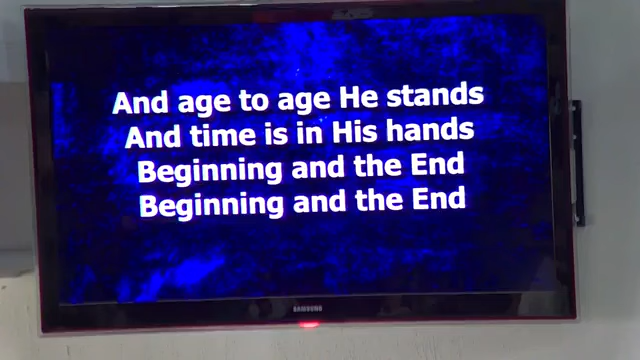 And age to age He stands
And time is in His hands
Beginning and the End
Beginning and the End
SAMSUNG